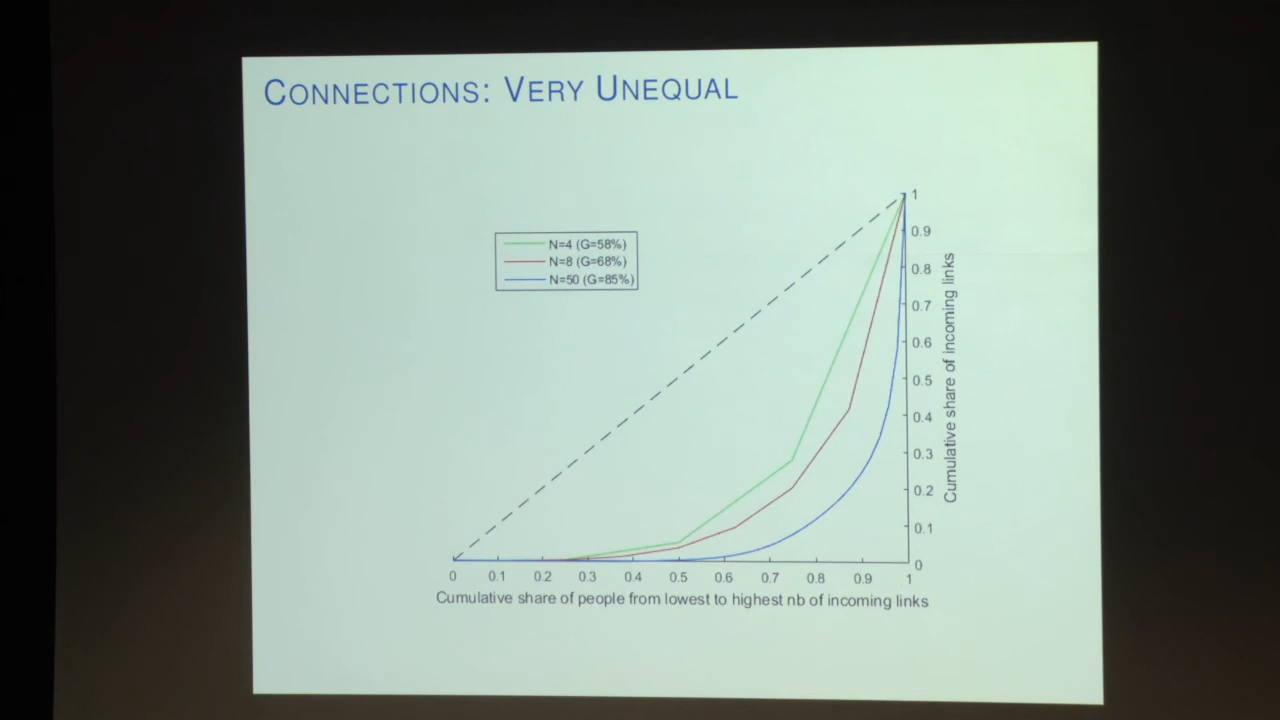 CONNECTIONS: VERY UNEQUAL
N=4 (G=58%)
N=8 (G=68%)
N=50 (G=85%)
1
0.9
0.8
0.7
0.6
0.5
0.4
0.3
0.2
0.1
0
Cumulative share of incoming links
0 0.1 0.2 0.3 0.4 0.5 0.6 0.7 0.8 0.9 1
Cumulative share of people from lowest to highest nb of incoming links